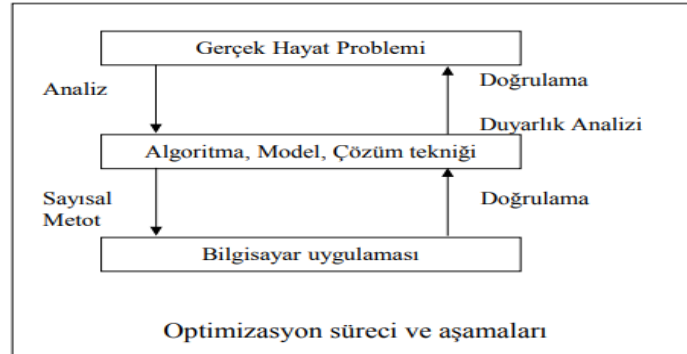 Gerçek Hayat Problemi
Analiz
Doğrulama
Duyarlık Analizi
Algoritma, Model, Çözüm tekniği
Sayısal
Metot
Doğrulama
Bilgisayar uygulaması
Optimizasyon süreci ve aşamaları